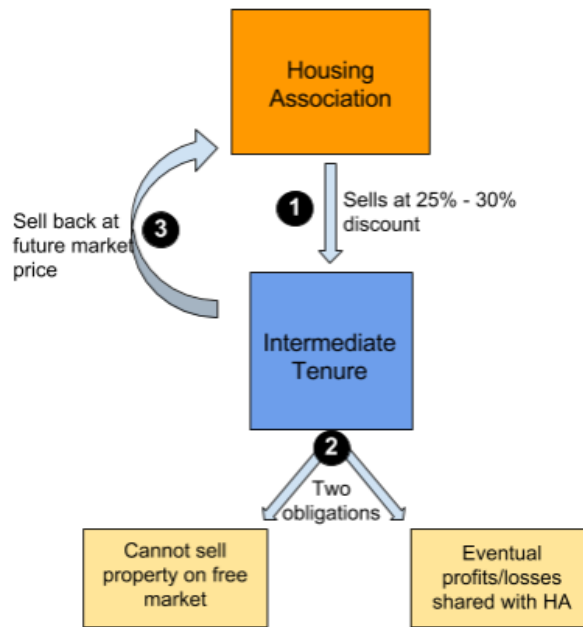 Housing
Association
1
Sells at 25% - 30%
discount
Sell back at
future market
price
3
Intermediate
Tenure
2
Two
obligations
Cannot sell
property on free
market
Eventual
profits/losses
shared with HA